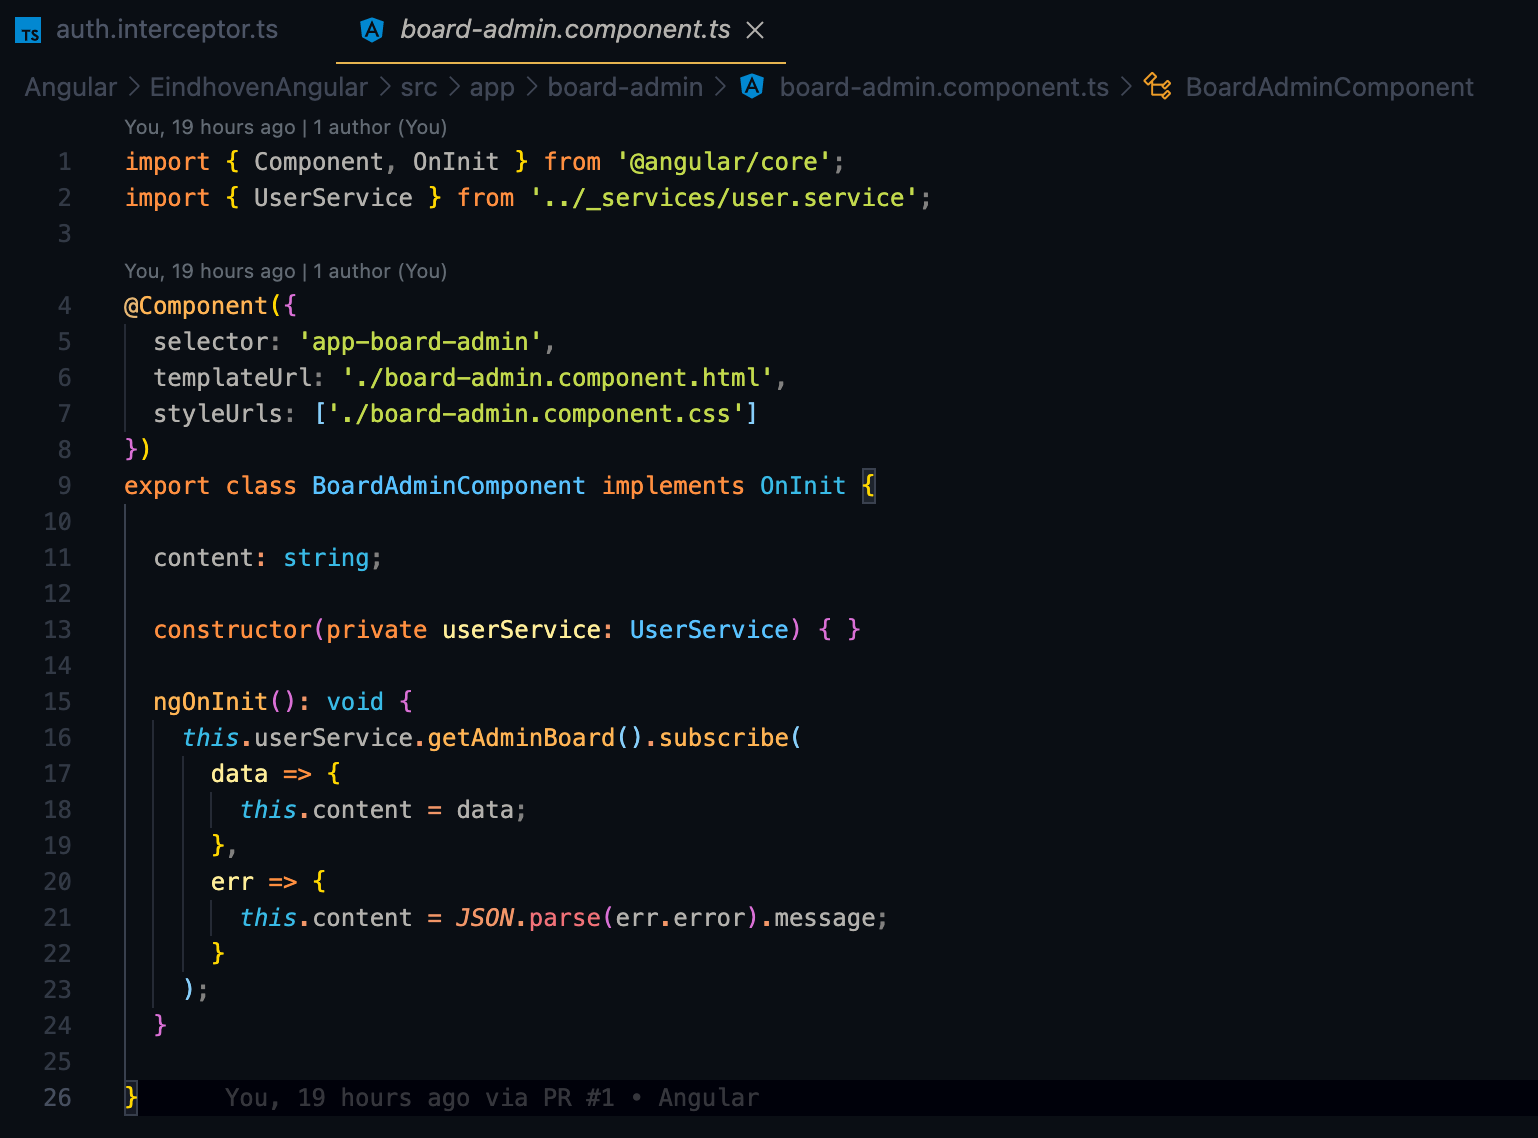 TS auth.interceptor.ts board-admin.component.ts
Angular > EindhovenAngular > src > app > board-admin > board-admin.component.ts > BoardAdminComponent
You, 19 hours ago | 1 author (You)
1 import { Component, OnInit } from '@angular/core';
2 import { UserService } from '../_services/user.service';
3
You, 19 hours ago | 1 author (You)
4 @Component({
5   selector: 'app-board-admin',
6   templateUrl: './board-admin.component.html',
7   styleUrls: ['./board-admin.component.css']
8 })
9 export class BoardAdminComponent implements OnInit {
10
11   content: string;
12
13   constructor(private userService: UserService) { }
14
15   ngOnInit(): void {
16     this.userService.getAdminBoard().subscribe(
17       data => {
18         this.content = data;
19       },
20       err => {
21         this.content = JSON.parse(err.error).message;
22       }
23     );
24   }
25
26 } You, 19 hours ago via PR #1 • Angular